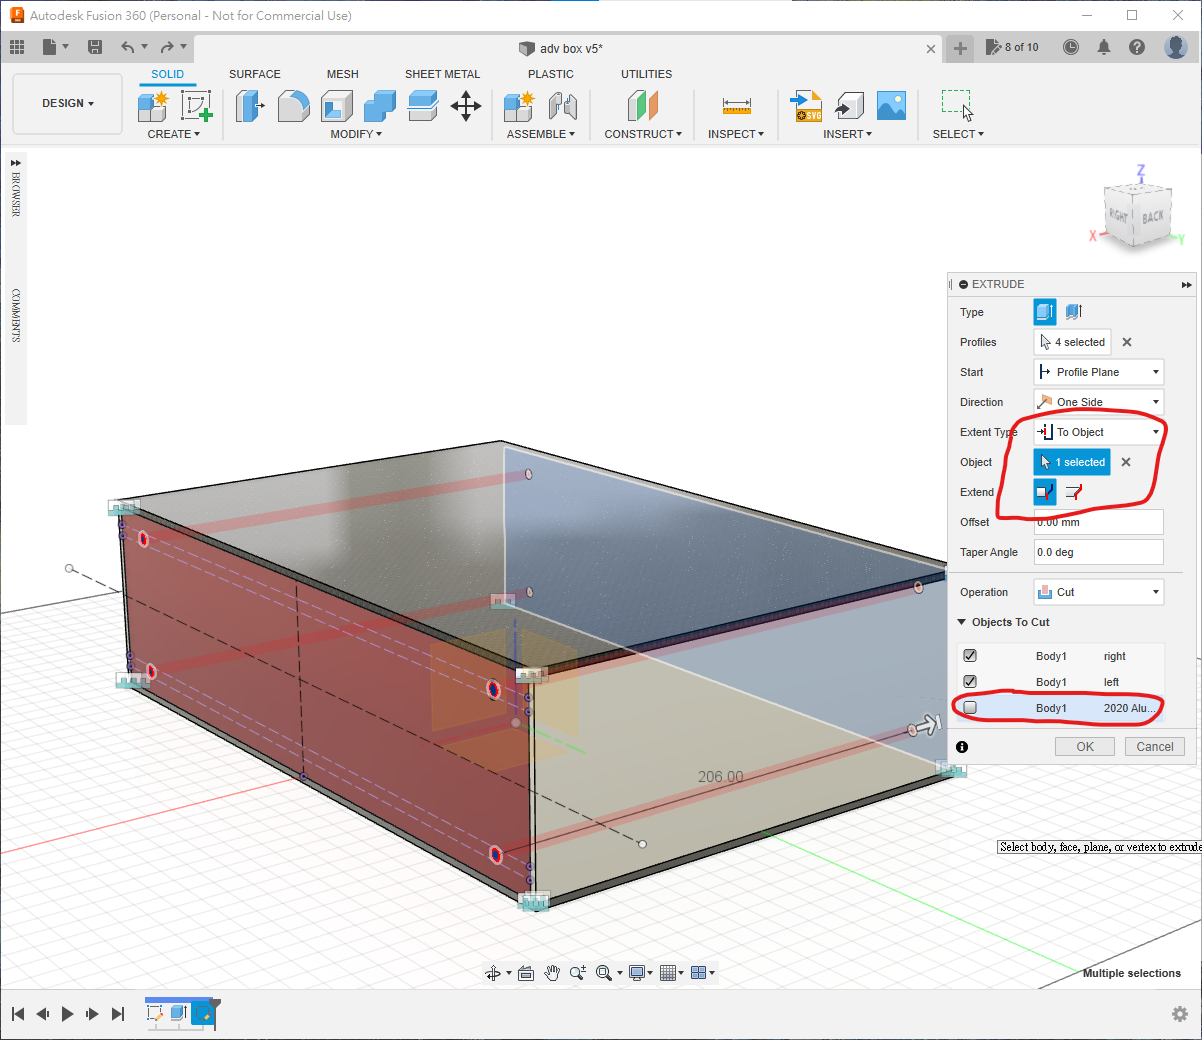 Autodesk Fusion 360 (Personal - Not for Commercial Use)
adv box v5*
8 of 10
SOLID SURFACE MESH SHEET METAL PLASTIC UTILITIES
DESIGN
SVG
CREATE MODIFY ASSEMBLE CONSTRUCT INSPECT INSERT SELECT
BROWSER
COMMENTS
Z
RIGHT BACK
X Y
EXTRUDE
Type
Profiles 4 selected
Start Profile Plane
Direction One Side
Extent Type To Object
Object 1 selected
Extend
Offset 0.00 mm
Taper Angle 0.0 deg
Operation Cut
Objects To Cut
Body1 right
Body1 left
Body1 2020 Alu...
OK Cancel
206.00
Select body, face, plane, or vertex to extrude
Multiple selections